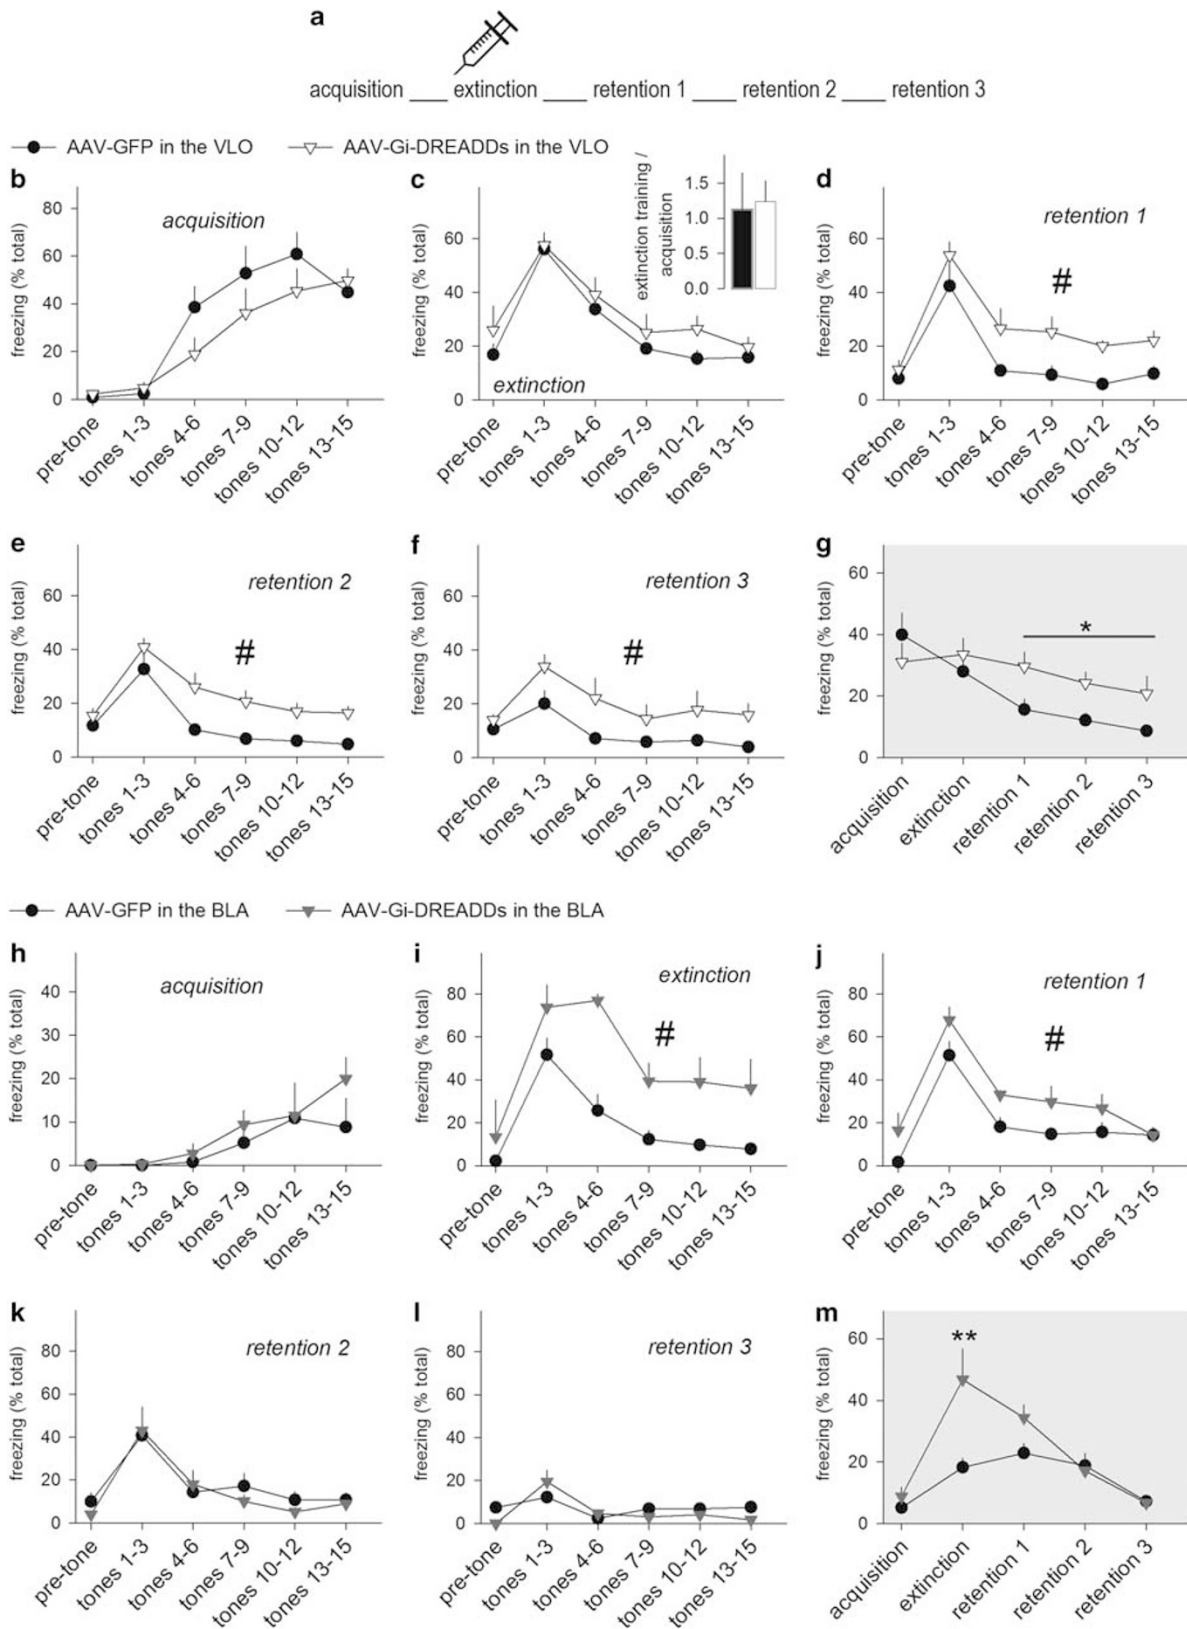 a
acquisition ___ extinction ___ retention 1 ___ retention 2 ___ retention 3
AAV-GFP in the VLO AAV-Gi-DREADDs in the VLO
b
freezing (% total)
80
60
40
20
0
acquisition
pre-tone
tones 1-3
tones 4-6
tones 7-9
tones 10-12
tones 13-15
c
freezing (% total)
60
40
20
0
extinction
extinction training /
acquisition
1.5
1.0
0.5
0.0
pre-tone
tones 1-3
tones 4-6
tones 7-9
tones 10-12
tones 13-15
d
freezing (% total)
60
40
20
0
retention 1
#
pre-tone
tones 1-3
tones 4-6
tones 7-9
tones 10-12
tones 13-15
e
freezing (% total)
60
40
20
0
retention 2
#
pre-tone
tones 1-3
tones 4-6
tones 7-9
tones 10-12
tones 13-15
f
freezing (% total)
60
40
20
0
retention 3
#
pre-tone
tones 1-3
tones 4-6
tones 7-9
tones 10-12
tones 13-15
g
freezing (% total)
60
40
20
0
*
acquisition
extinction
retention 1
retention 2
retention 3
AAV-GFP in the BLA AAV-Gi-DREADDs in the BLA
h
freezing (% total)
40
30
20
10
0
acquisition
pre-tone
tones 1-3
tones 4-6
tones 7-9
tones 10-12
tones 13-15
i
freezing (% total)
80
60
40
20
0
extinction
#
pre-tone
tones 1-3
tones 4-6
tones 7-9
tones 10-12
tones 13-15
j
freezing (% total)
80
60
40
20
0
retention 1
#
pre-tone
tones 1-3
tones 4-6
tones 7-9
tones 10-12
tones 13-15
k
freezing (% total)
80
60
40
20
0
retention 2
pre-tone
tones 1-3
tones 4-6
tones 7-9
tones 10-12
tones 13-15
l
freezing (% total)
80
60
40
20
0
retention 3
pre-tone
tones 1-3
tones 4-6
tones 7-9
tones 10-12
tones 13-15
m
freezing (% total)
60
40
20
0
**
acquisition
extinction
retention 1
retention 2
retention 3